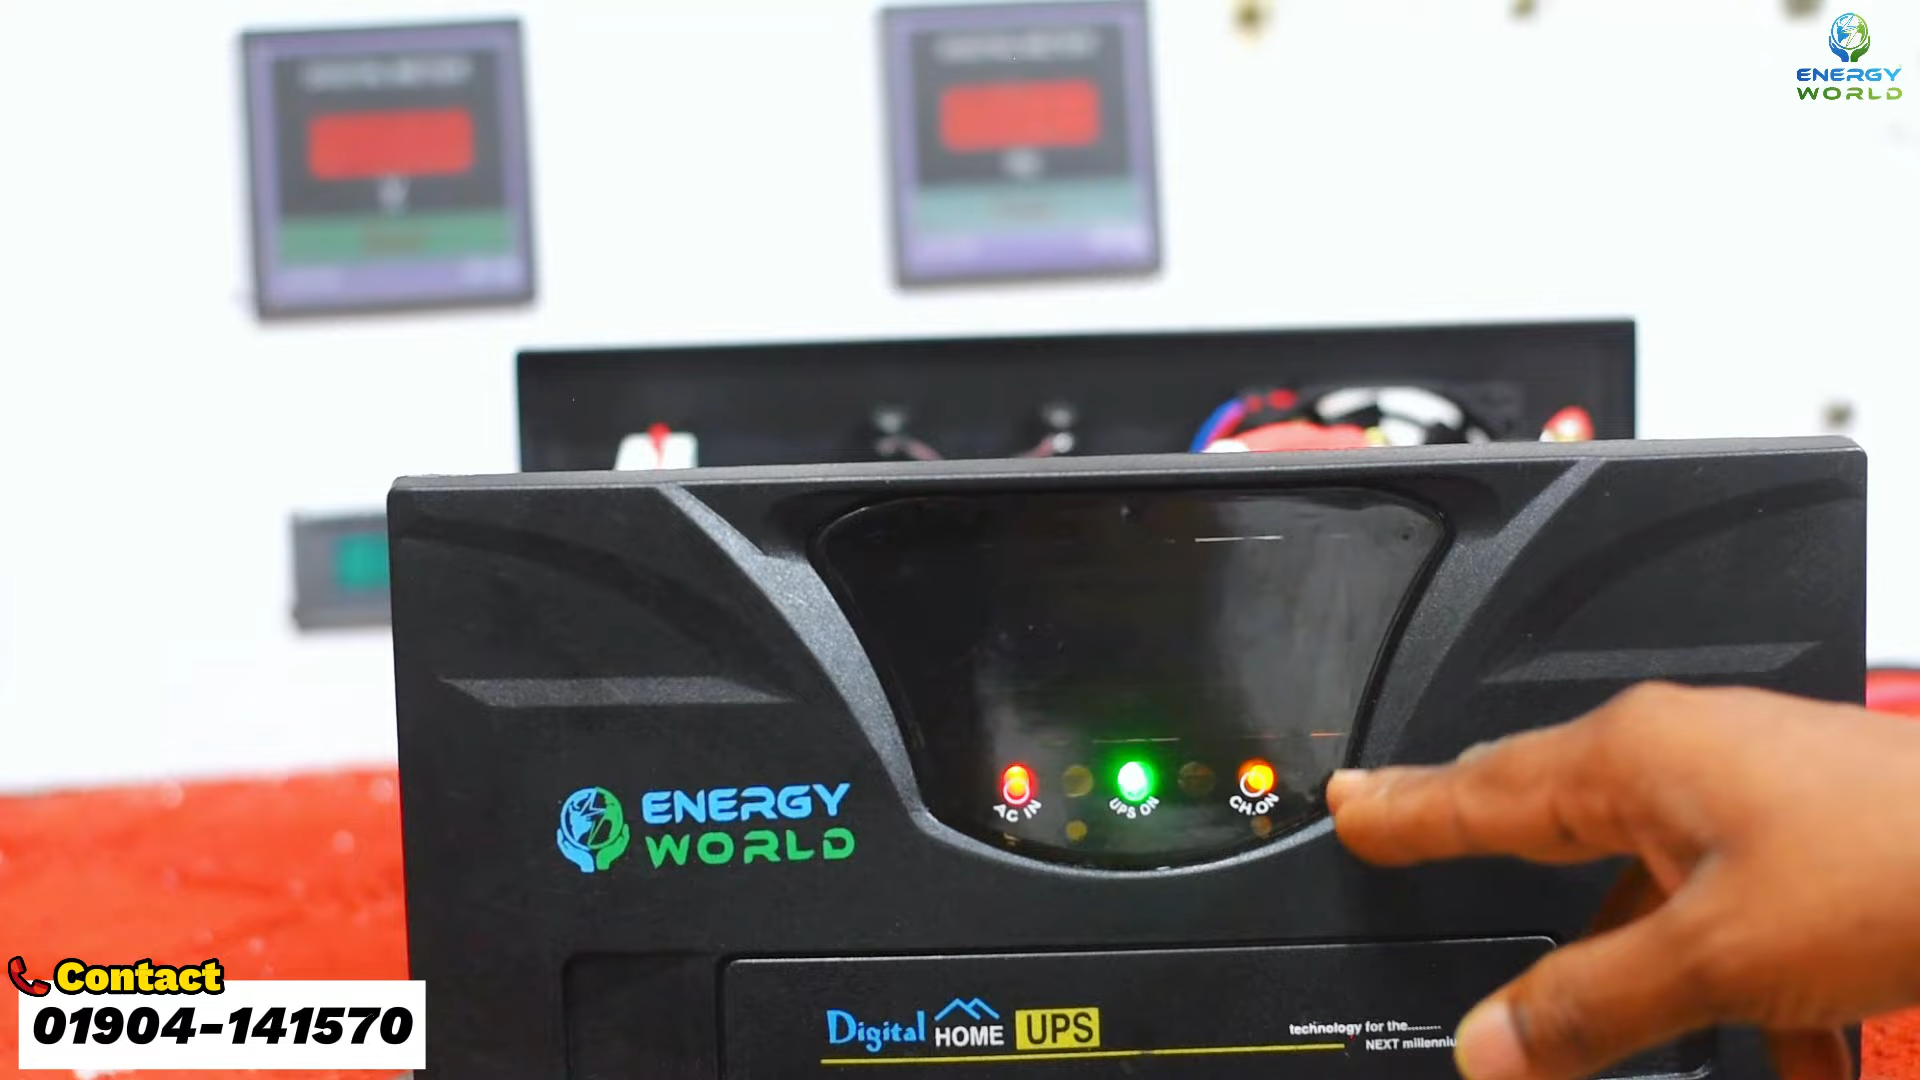 ENERGY
WORLD
AC IN
UPS ON
CH.ON
ENERGY
WORLD
Digital HOME UPS
technology for the.........
NEXT
Contact
01904-141570